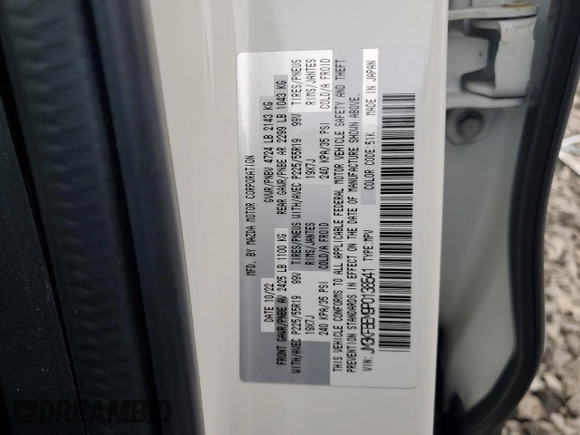 MFD. BY MAZDA MOTOR CORPORATION
DATE 10/22 GVWR/PNBV 4724 LB 2143 KG
FRONT GAWR/PNBE AV 2425 LB 1100 KG REAR GAWR/PNBE AR 2299 LB 1043 KG
WITH/AVEC P225/55R19 99V TIRES/PNEUS WITH/AVEC P225/55R19 99V TIRES/PNEUS
19X7J RIMS/JANTES 19X7J RIMS/JANTES
240 KPA/35 PSI COLD/A FROID 240 KPA/35 PSI COLD/A FROID
THIS VEHICLE CONFORMS TO ALL APPLICABLE FEDERAL MOTOR VEHICLE SAFETY AND THEFT
PREVENTION STANDARDS IN EFFECT ON THE DATE OF MANUFACTURE SHOWN ABOVE.
COLOR CODE: 51K MADE IN JAPAN
VIN: TYPE: MPV
DREAMBID